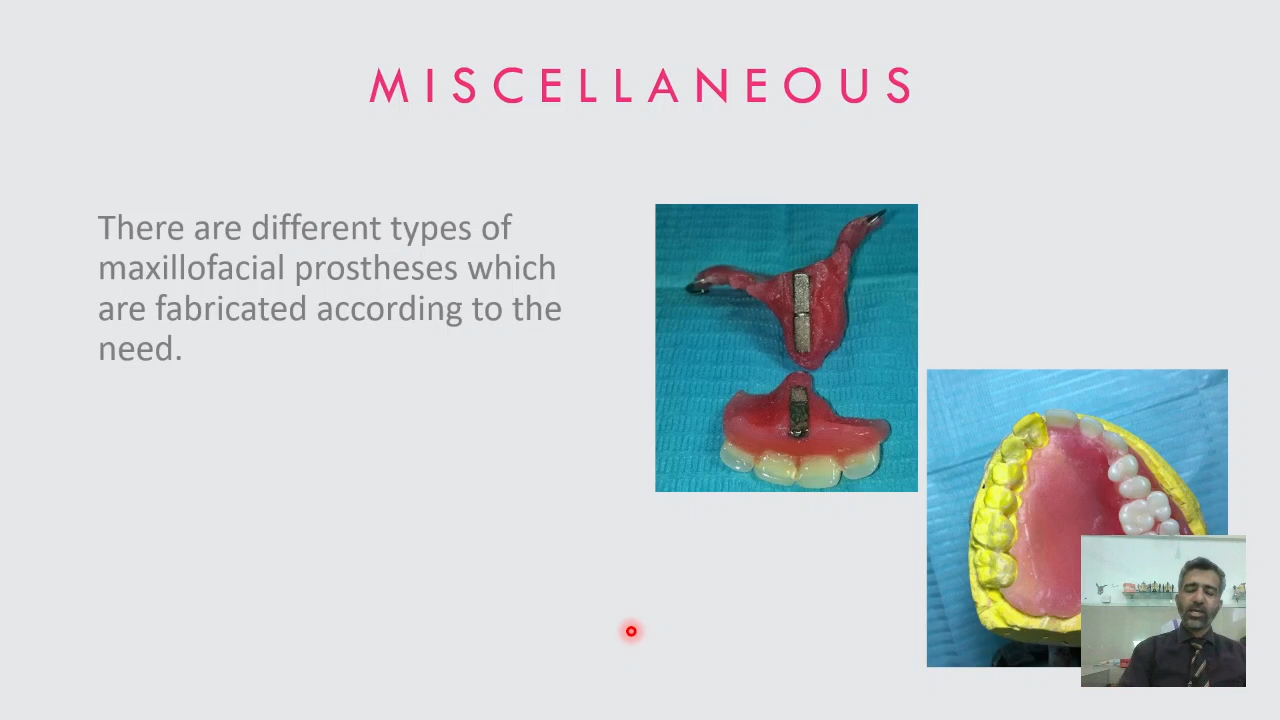 MISCELLANEOUS
There are different types of
maxillofacial prostheses which
are fabricated according to the
need.